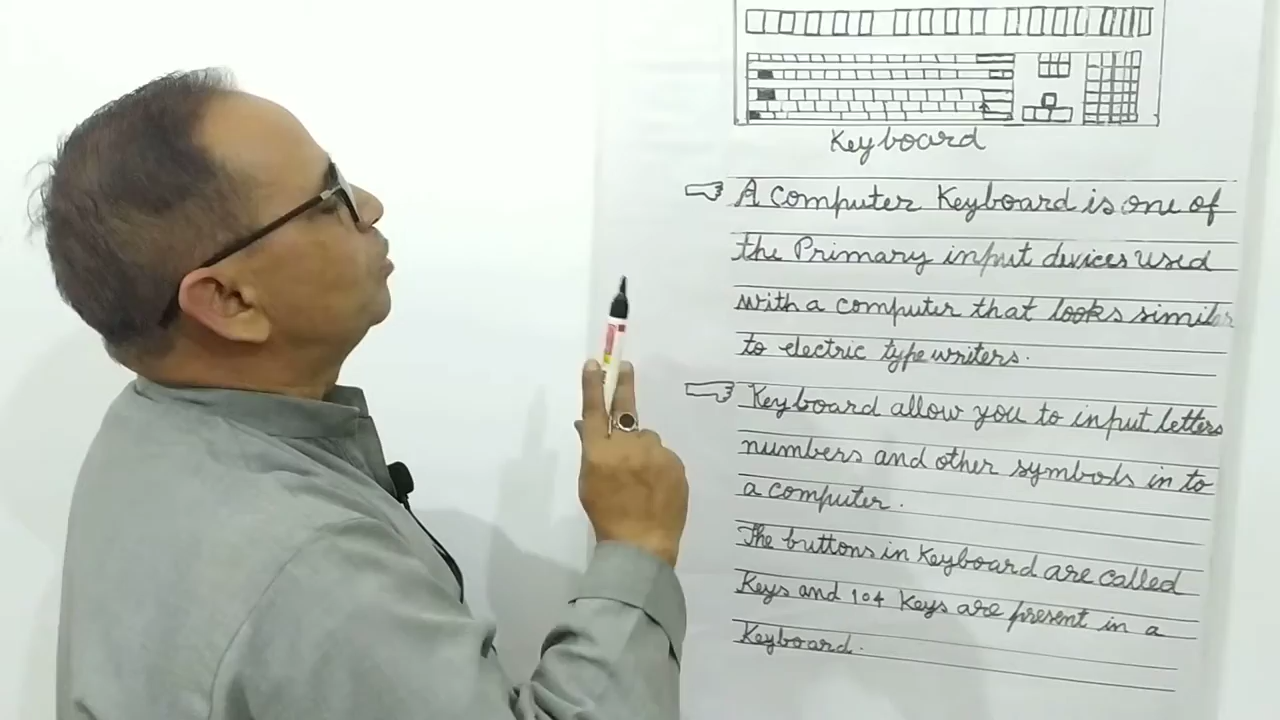 Keyboard
A computer Keyboard is one of
the Primary input devices used
with a computer that looks similar
to electric typewriters.
Keyboard allow you to input letters
numbers and other symbols in to
a computer.
The buttons in Keyboard are called
Keys and 104 Keys are present in a
Keyboard.